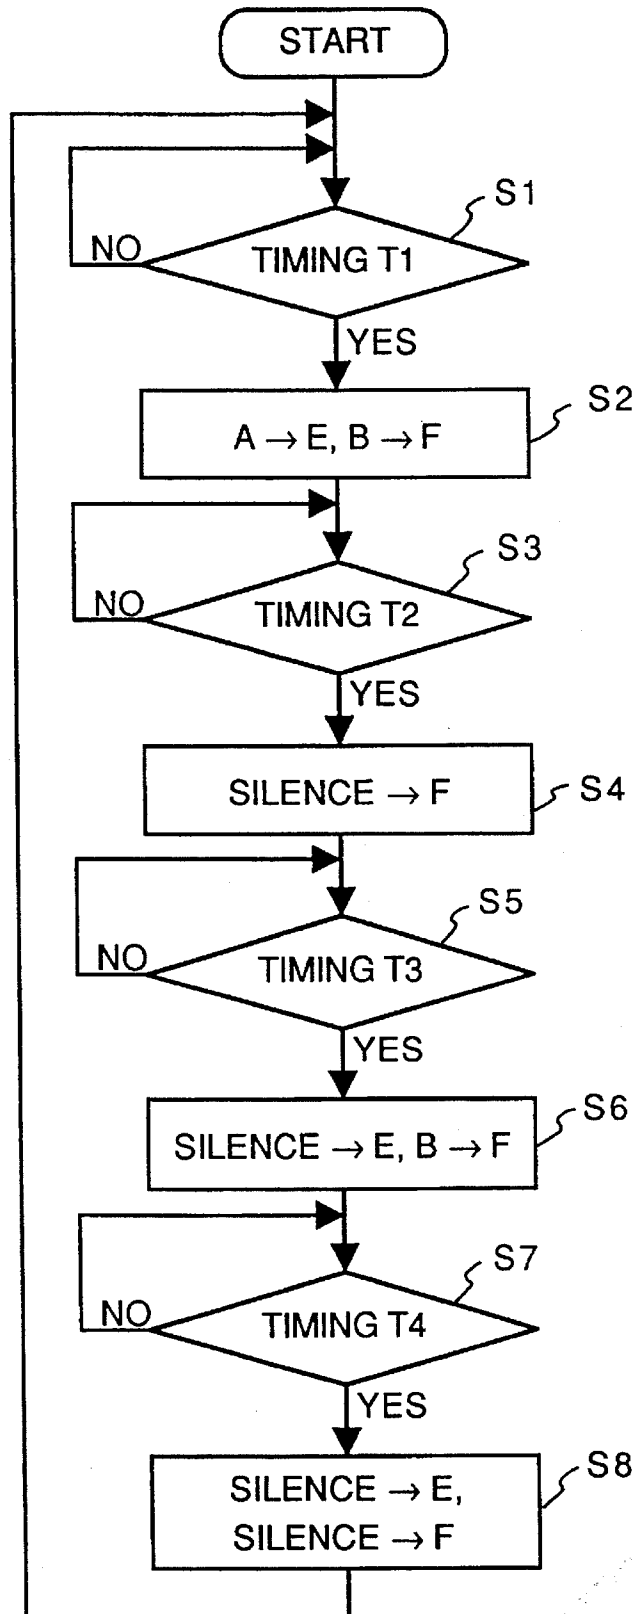 START
S1
NO
TIMING T1
YES
S2
A → E, B → F
S3
NO
TIMING T2
YES
SILENCE → F
S4
S5
NO
TIMING T3
YES
S6
SILENCE → E, B → F
S7
NO
TIMING T4
YES
S8
SILENCE → E,
SILENCE → F